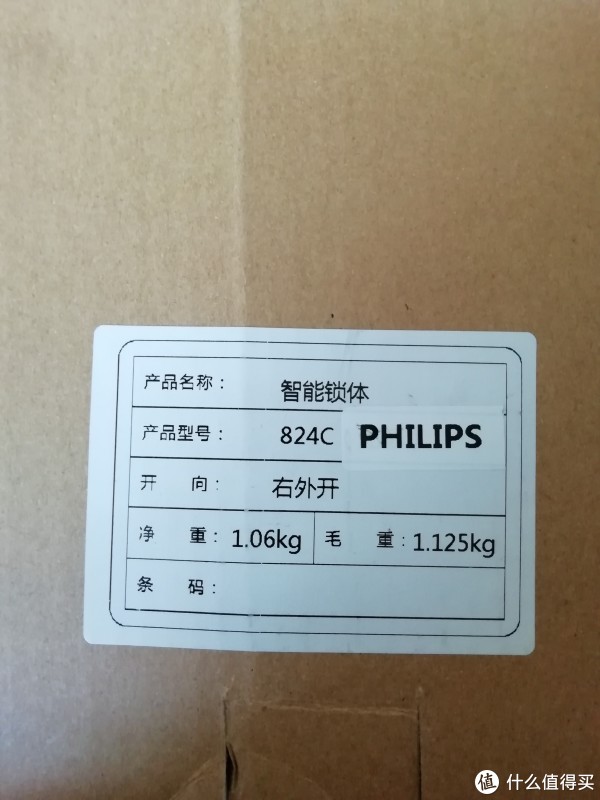 产品名称： 智能锁体
产品型号： 824C PHILIPS
开 向： 右外开
净 重：1.06kg 毛 重：1.125kg
条 码：
值 什么值得买